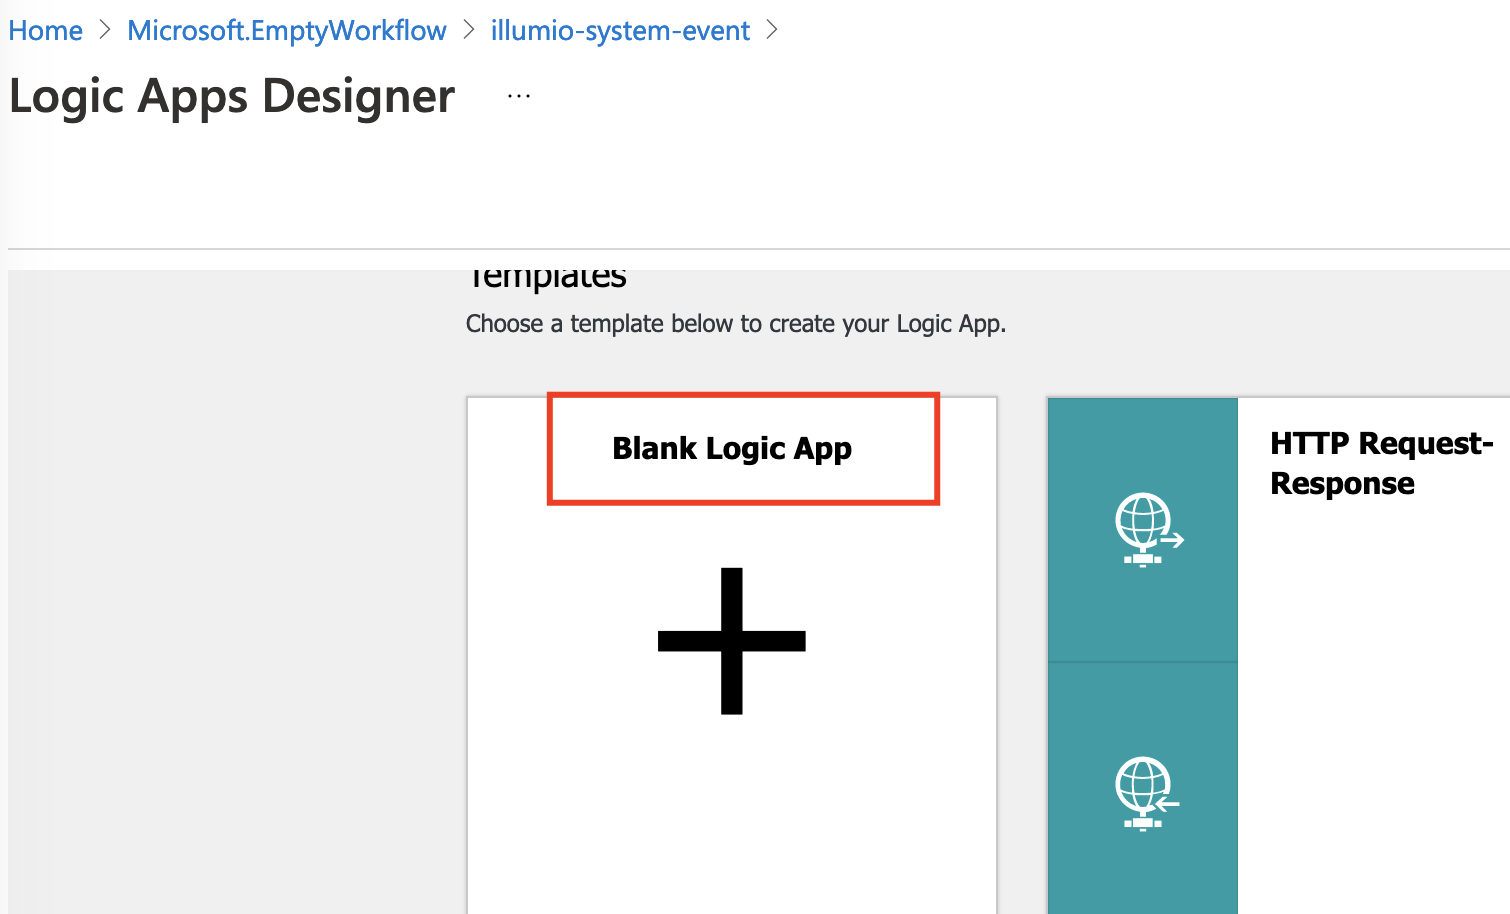 Home > Microsoft.EmptyWorkflow > illumio-system-event >
Logic Apps Designer ...
Templates
Choose a template below to create your Logic App.
Blank Logic App
HTTP Request-
Response